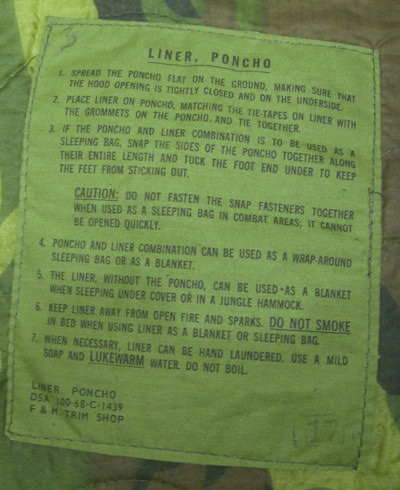 3
LINER, PONCHO
1. SPREAD THE PONCHO FLAT ON THE GROUND, MAKING SURE THAT
THE HOOD OPENING IS TIGHTLY CLOSED AND ON THE UNDERSIDE.
2. PLACE LINER ON PONCHO, MATCHING THE TIE-TAPES ON LINER WITH
THE GROMMETS ON THE PONCHO, AND TIE TOGETHER.
3. IF THE PONCHO AND LINER COMBINATION IS TO BE USED AS A
SLEEPING BAG, SNAP THE SIDES OF THE PONCHO TOGETHER ALONG
THEIR ENTIRE LENGTH AND TUCK THE FOOT END UNDER TO KEEP
THE FEET FROM STICKING OUT.
CAUTION: DO NOT FASTEN THE SNAP FASTENERS TOGETHER
WHEN USED AS A SLEEPING BAG IN COMBAT AREAS; IT CANNOT
BE OPENED QUICKLY.
4. PONCHO AND LINER COMBINATION CAN BE USED AS A WRAP-AROUND
SLEEPING BAG OR AS A BLANKET.
5. THE LINER, WITHOUT THE PONCHO, CAN BE USED AS A BLANKET
WHEN SLEEPING UNDER COVER OR IN A JUNGLE HAMMOCK.
6. KEEP LINER AWAY FROM OPEN FIRE AND SPARKS. DO NOT SMOKE
IN BED WHEN USING LINER AS A BLANKET OR SLEEPING BAG.
7. WHEN NECESSARY, LINER CAN BE HAND LAUNDERED. USE A MILD
SOAP AND LUKEWARM WATER. DO NOT BOIL.
LINER, PONCHO
DSA 100-68-C-1439
F & M TRIM SHOP
17